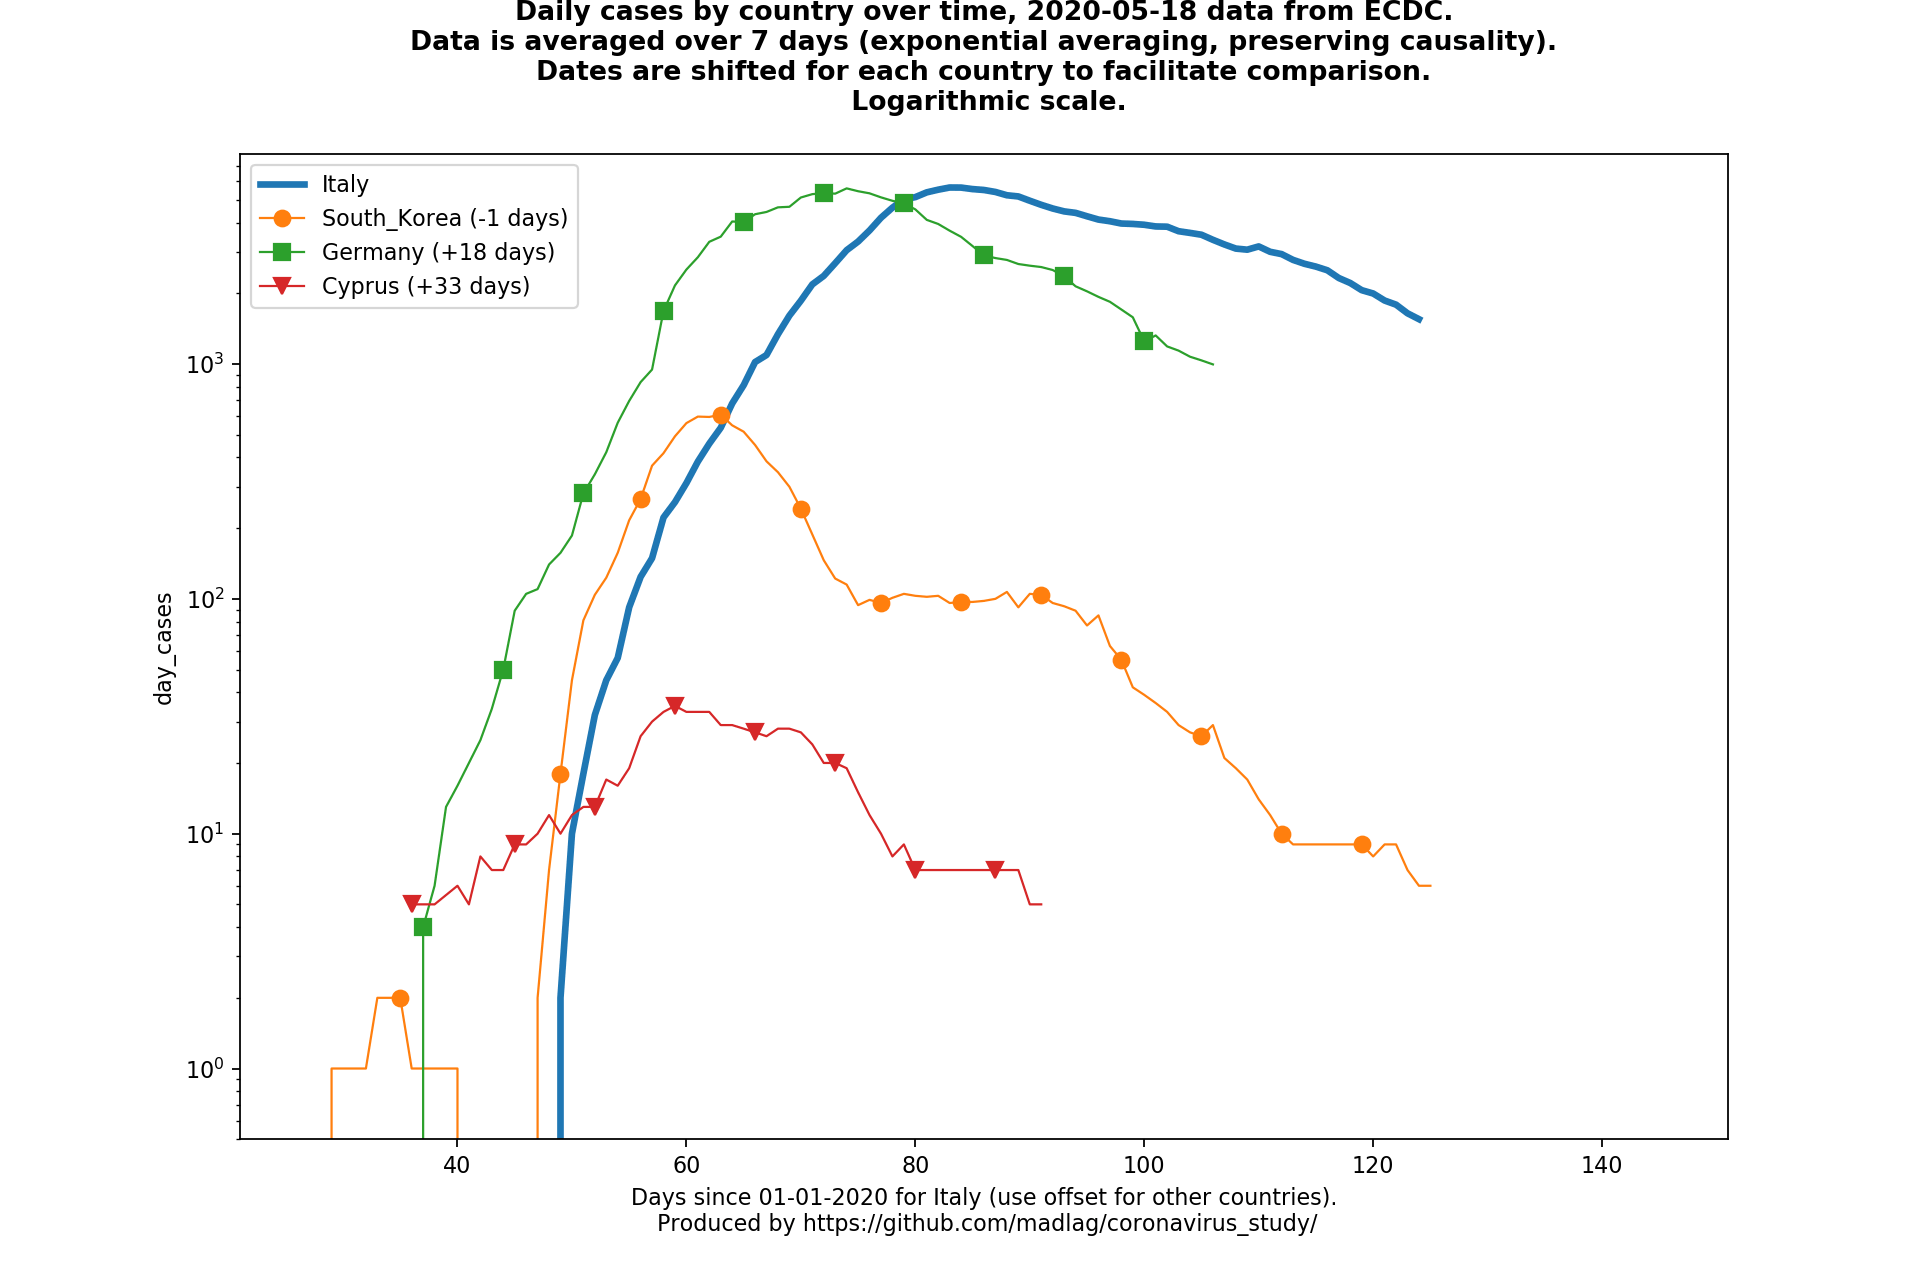 Daily cases by country over time, 2020-05-18 data from ECDC.
Data is averaged over 7 days (exponential averaging, preserving causality).
Dates are shifted for each country to facilitate comparison.
Logarithmic scale.
Italy
South_Korea (-1 days)
Germany (+18 days)
Cyprus (+33 days)
day_cases
10³
10²
10¹
10⁰
40 60 80 100 120 140
Days since 01-01-2020 for Italy (use offset for other countries).
Produced by https://github.com/madlag/coronavirus_study/